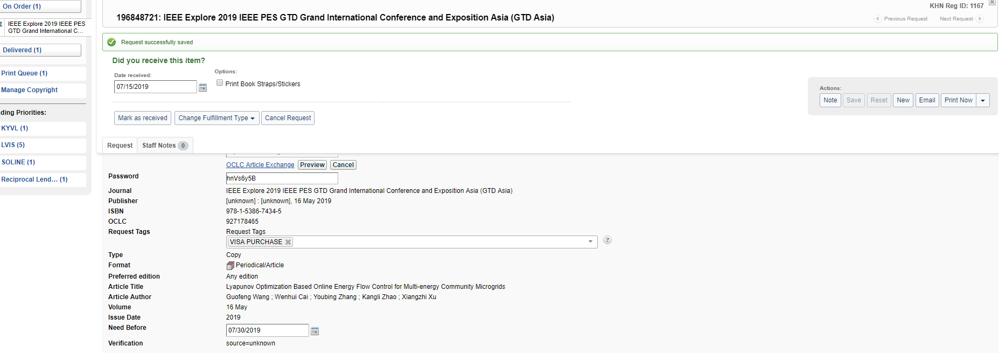 On Order (1)
IEEE Explore 2019 IEEE PES
GTD Grand International C...
Delivered (1)
Print Queue (1)
Manage Copyright
ding Priorities:
KYVL (1)
LVIS (5)
SOLINE (1)
Reciprocal Lend... (1)
KHN Reg ID: 1167
196848721: IEEE Explore 2019 IEEE PES GTD Grand International Conference and Exposition Asia (GTD Asia)
Previous Request Next Request
Request successfully saved
Did you receive this item?
Date received:
07/15/2019
Options:
Print Book Straps/Stickers
Actions:
Note Save Reset New Email Print Now
Mark as received Change Fulfillment Type Cancel Request
Request Staff Notes 0
OCLC Article Exchange Preview Cancel
Password hnVs6y5B
Journal IEEE Explore 2019 IEEE PES GTD Grand International Conference and Exposition Asia (GTD Asia)
Publisher [unknown] : [unknown], 16 May 2019
ISBN 978-1-5386-7434-5
OCLC 927178465
Request Tags Request Tags
VISA PURCHASE
?
Type Copy
Format Periodical/Article
Preferred edition Any edition
Article Title Lyapunov Optimization Based Online Energy Flow Control for Multi-energy Community Microgrids
Article Author Guofeng Wang ; Wenhui Cai ; Youbing Zhang ; Kangli Zhao ; Xiangzhi Xu
Volume 16 May
Issue Date 2019
Need Before 07/30/2019
Verification source=unknown